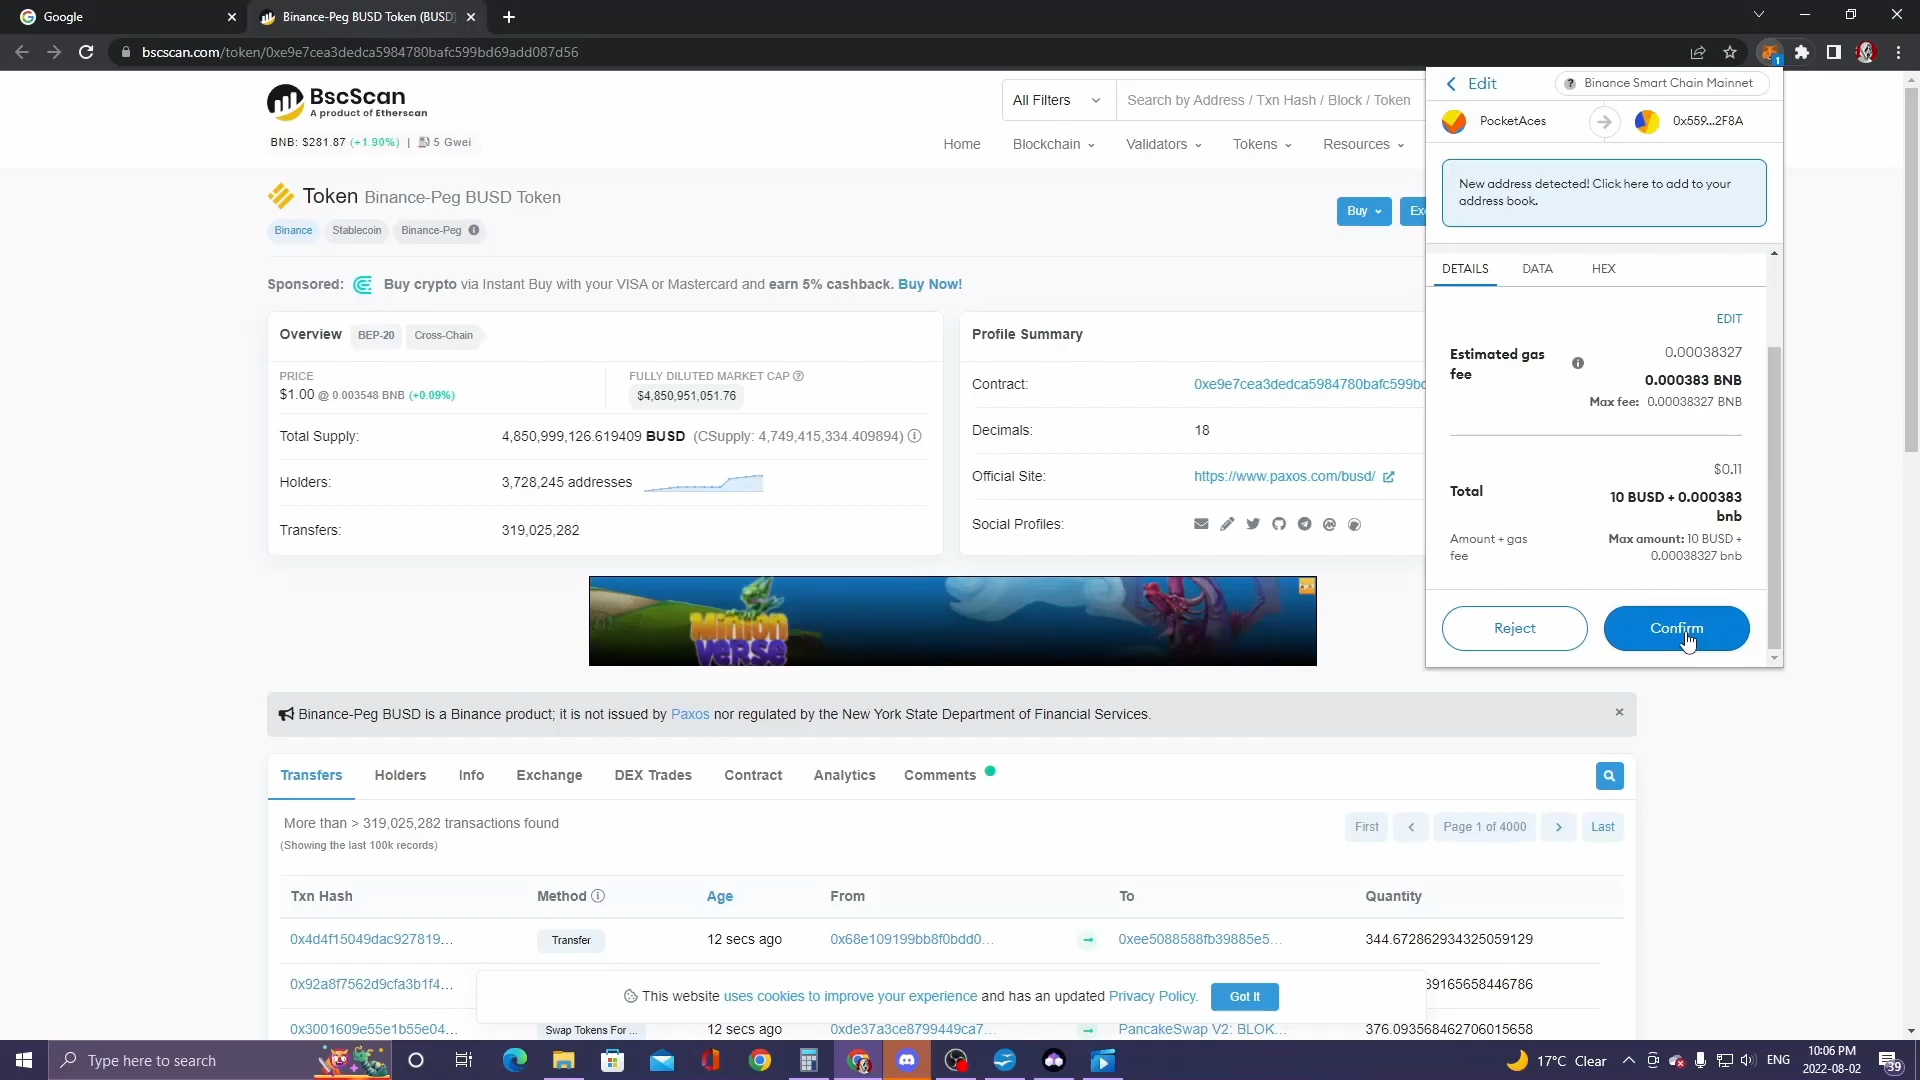 Google
Binance-Peg BUSD Token (BUSD)
bscscan.com/token/0xe9e7cea3dedca5984780bafc599bd69add087d56
1
BscScan
A product of Etherscan
BNB: $281.87 (+1.90%) | 5 Gwei
All Filters
Search by Address / Txn Hash / Block / Token
Home
Blockchain
Validators
Tokens
Resources
Token Binance-Peg BUSD Token
Binance
Stablecoin
Binance-Peg
Buy
Sponsored: Buy crypto via Instant Buy with your VISA or Mastercard and earn 5% cashback. Buy Now!
Overview BEP-20 Cross-Chain
PRICE
$1.00 @ 0.003548 BNB (+0.09%)
FULLY DILUTED MARKET CAP
$4,850,951,051.76
Total Supply: 4,850,999,126.619409 BUSD (CSupply: 4,749,415,334.409894)
Holders: 3,728,245 addresses
Transfers: 319,025,282
Profile Summary
Contract: 0xe9e7cea3dedca5984780bafc599bd
Decimals: 18
Official Site: https://www.paxos.com/busd/
Social Profiles:
Edit
Binance Smart Chain Mainnet
PocketAces
0x559...2F8A
New address detected! Click here to add to your
address book.
DETAILS
DATA
HEX
EDIT
Estimated gas
fee
0.00038327
0.000383 BNB
Max fee: 0.00038327 BNB
$0.11
Total
10 BUSD + 0.000383
bnb
Amount + gas
fee
Max amount: 10 BUSD +
0.00038327 bnb
Reject
Confirm
Minion
Verse
Binance-Peg BUSD is a Binance product; it is not issued by Paxos nor regulated by the New York State Department of Financial Services.
Transfers
Holders
Info
Exchange
DEX Trades
Contract
Analytics
Comments
More than > 319,025,282 transactions found
(Showing the last 100k records)
First
Page 1 of 4000
Last
Txn Hash
Method
Age
From
To
Quantity
0x4d4f15049dac927819...
Transfer
12 secs ago
0x68e109199bb8f0bdd0...
0xee5088588fb39885e5...
344.672862934325059129
0x92a8f7562d9cfa3b1f4...
39165658446786
This website uses cookies to improve your experience and has an updated Privacy Policy.
Got It
0x3001609e55e1b55e04...
Swap Tokens For ...
12 secs ago
0xde37a3ce8799449ca7...
PancakeSwap V2: BLOK...
376.093568462706015658
Type here to search
17°C Clear
ENG
10:06 PM
2022-08-02
39